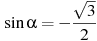 sin α = −√3/2